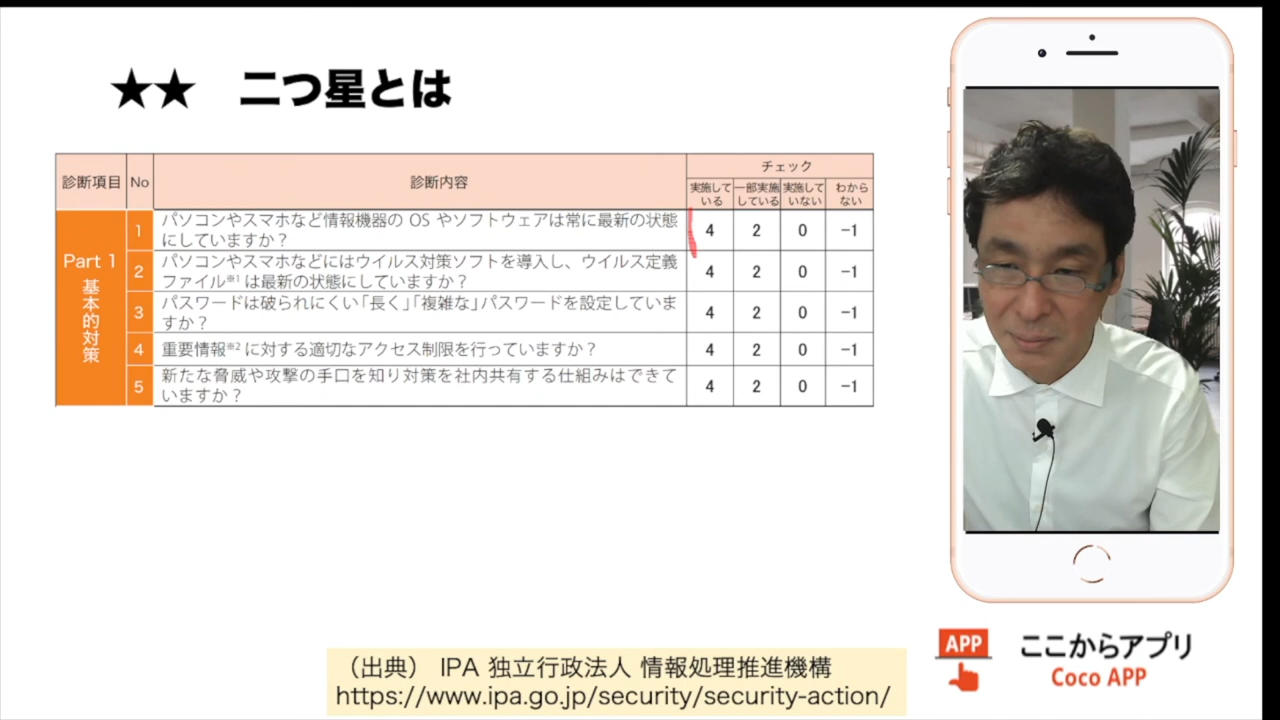 ★★ 二つ星とは
診断項目 No 診断内容 チェック
実施して
いる
一部実施
している
実施して
いない
わから
ない
Part 1
基本的対策
1 パソコンやスマホなど情報機器の OS やソフトウェアは常に最新の状態
にしていますか？ 4 2 0 −1
2 パソコンやスマホなどにはウイルス対策ソフトを導入し、ウイルス定義
ファイル※1 は最新の状態にしていますか？ 4 2 0 −1
3 パスワードは破られにくい「長く」「複雑な」パスワードを設定していま
すか？ 4 2 0 −1
4 重要情報※2 に対する適切なアクセス制限を行っていますか？ 4 2 0 −1
5 新たな脅威や攻撃の手口を知り対策を社内共有する仕組みはできて
いますか？ 4 2 0 −1
（出典） IPA 独立行政法人 情報処理推進機構
https://www.ipa.go.jp/security/security-action/
APP ここからアプリ
Coco APP